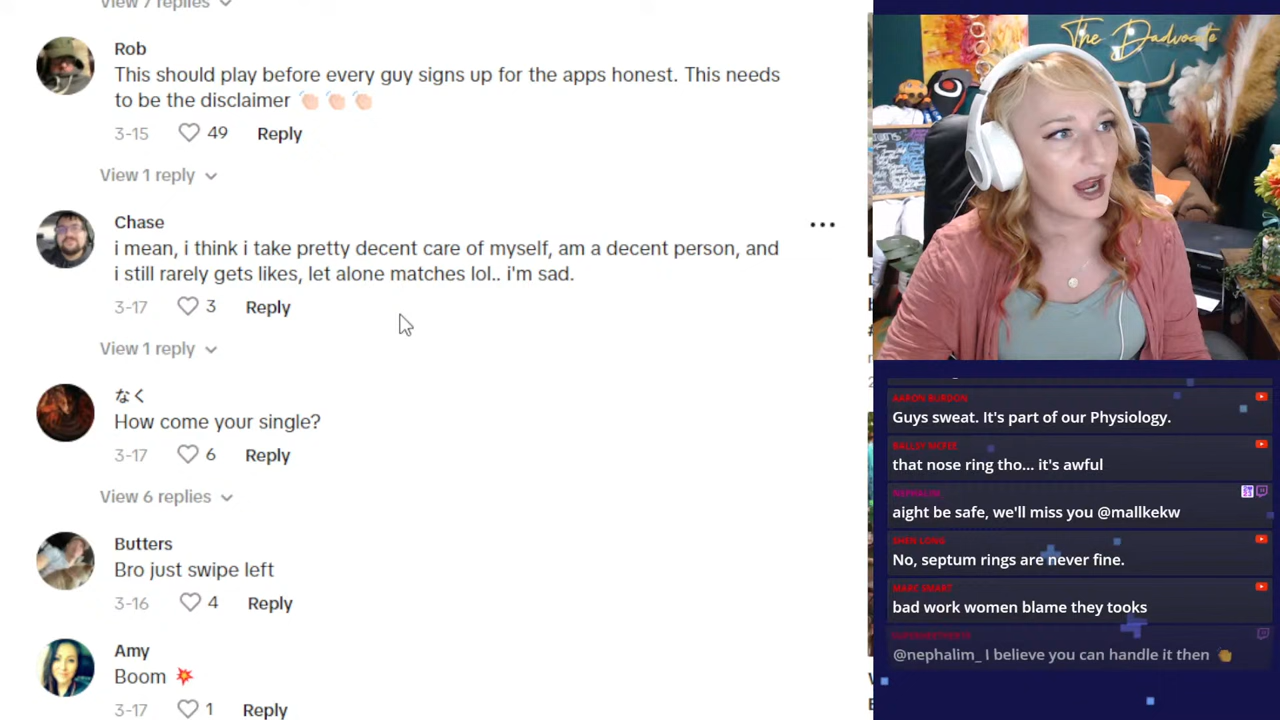 View 7 replies
Rob
This should play before every guy signs up for the apps honest. This needs
to be the disclaimer 👏🏻 👏🏻 👏🏻
3-15 49 Reply
View 1 reply
Chase
i mean, i think i take pretty decent care of myself, am a decent person, and
i still rarely gets likes, let alone matches lol.. i'm sad.
3-17 3 Reply
View 1 reply
なく
How come your single?
3-17 6 Reply
View 6 replies
Butters
Bro just swipe left
3-16 4 Reply
Amy
Boom 💥
3-17 1 Reply
The Dadvocate
AARON BURDON
Guys sweat. It's part of our Physiology.
BALLSY MCFEE
that nose ring tho... it's awful
NEPHALIM_
aight be safe, we'll miss you @mallkekw
SHEN LONG
No, septum rings are never fine.
MARC SMART
bad work women blame they tooks
@nephalim_ I believe you can handle it then 👏